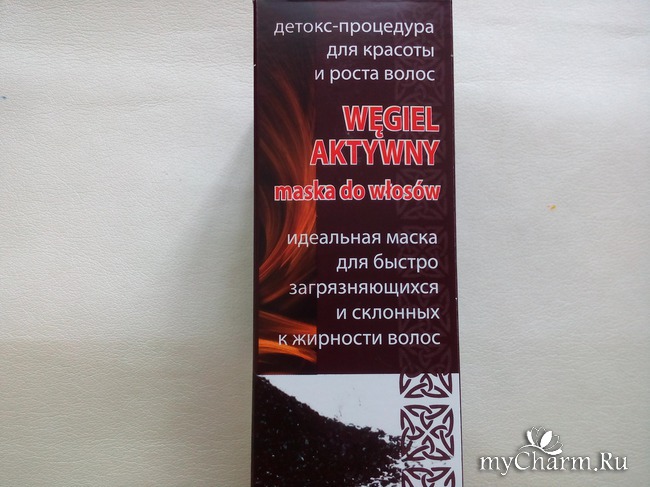 детокс-процедура
для красоты
и роста волос
WĘGIEL
AKTYWNY
maska do włosów
идеальная маска
для быстро
загрязняющихся
и склонных
к жирности волос
myCharm.Ru